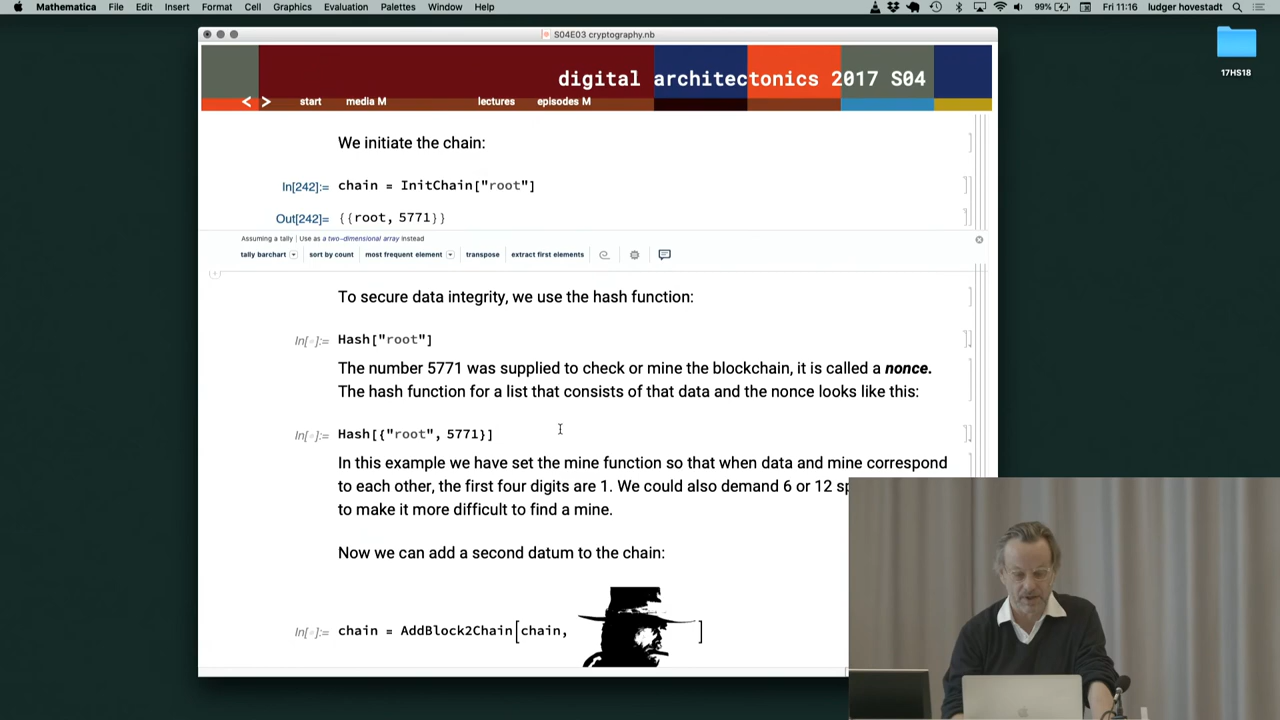 Mathematica File Edit Insert Format Cell Graphics Evaluation Palettes Window Help 99% Fri 11:16 ludger hovestadt
S04E03 cryptography.nb
digital architectonics 2017 S04
< > start media M lectures episodes M
17HS18
We initiate the chain:
In[242]:= chain = InitChain["root"]
Out[242]= {{root, 5771}}
Assuming a tally | Use as a two-dimensional array instead
tally barchart sort by count most frequent element transpose extract first elements
To secure data integrity, we use the hash function:
In[◦]:= Hash["root"]
The number 5771 was supplied to check or mine the blockchain, it is called a nonce.
The hash function for a list that consists of that data and the nonce looks like this:
In[◦]:= Hash[{"root", 5771}]
In this example we have set the mine function so that when data and mine correspond
to each other, the first four digits are 1. We could also demand 6 or 12
to make it more difficult to find a mine.
Now we can add a second datum to the chain:
In[◦]:= chain = AddBlock2Chain[chain, ]